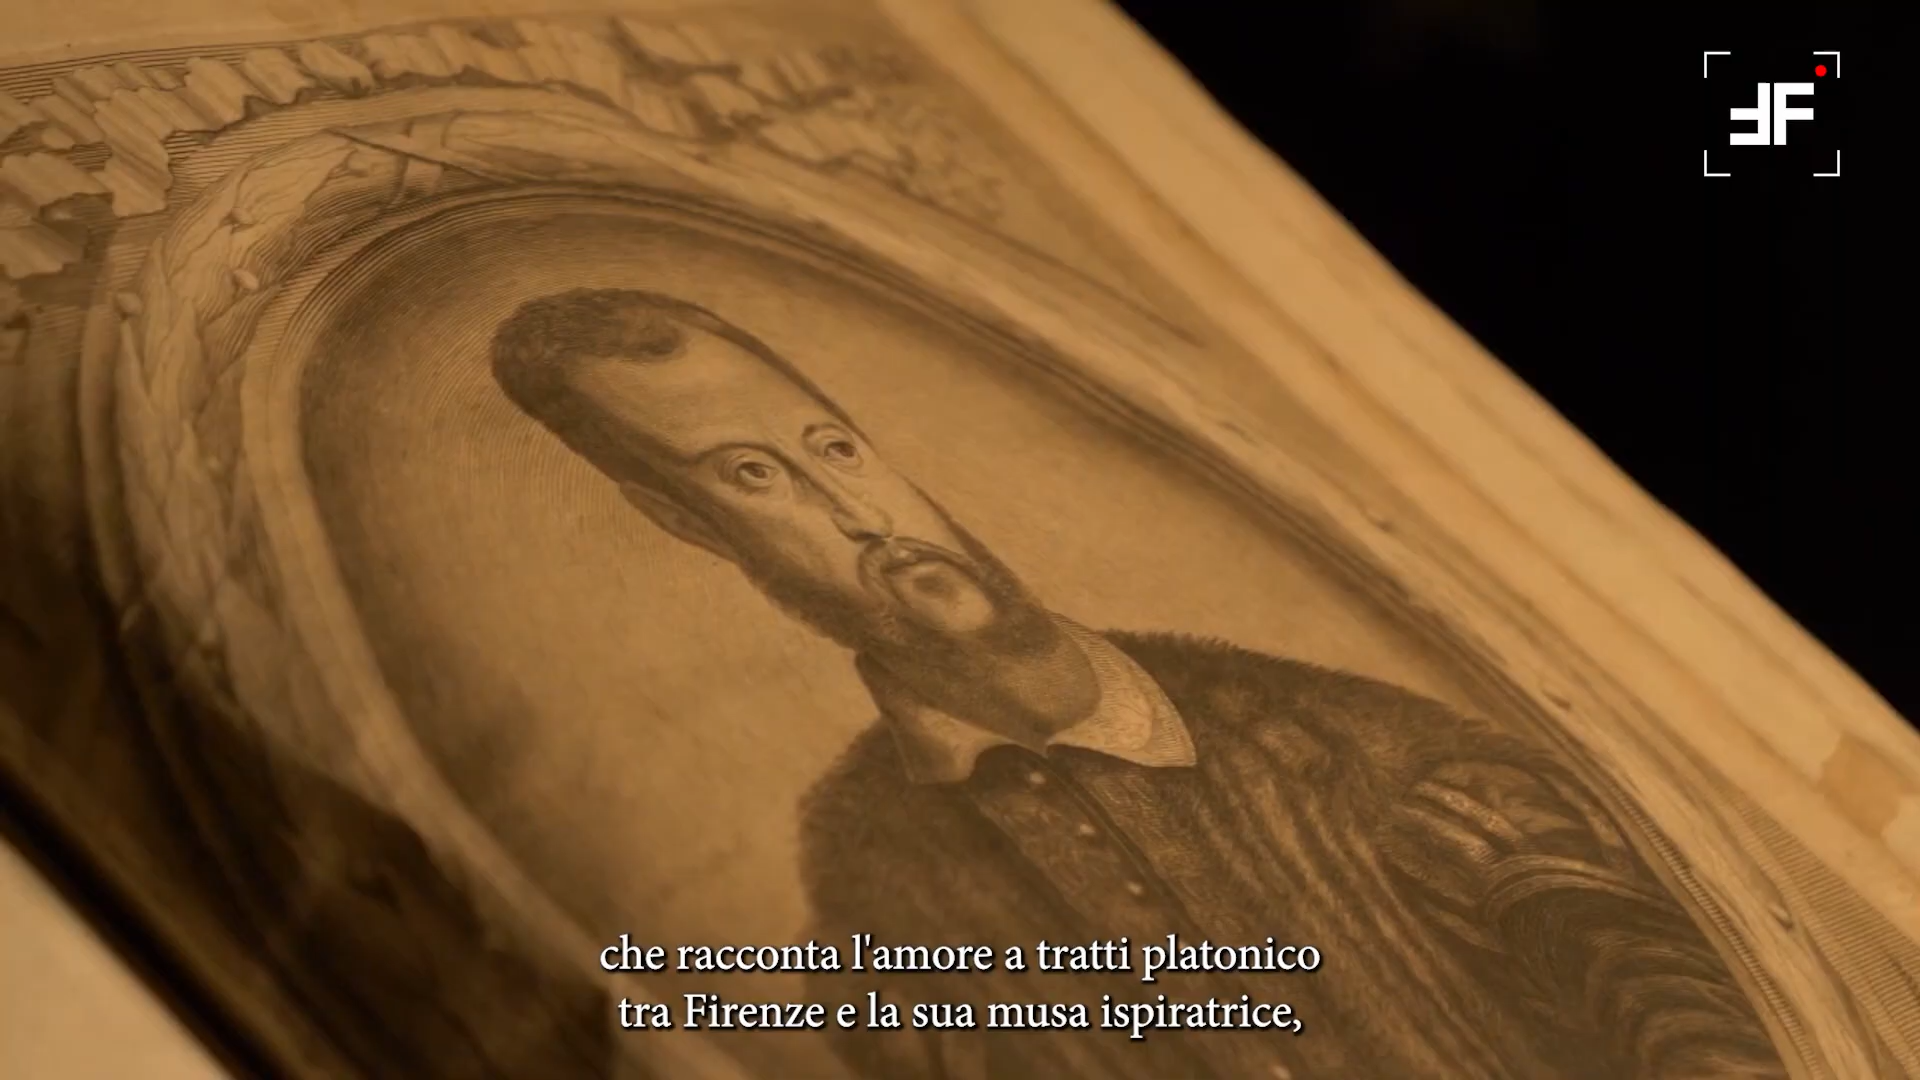 che racconta l'amore a tratti platonico
tra Firenze e la sua musa ispiratrice,